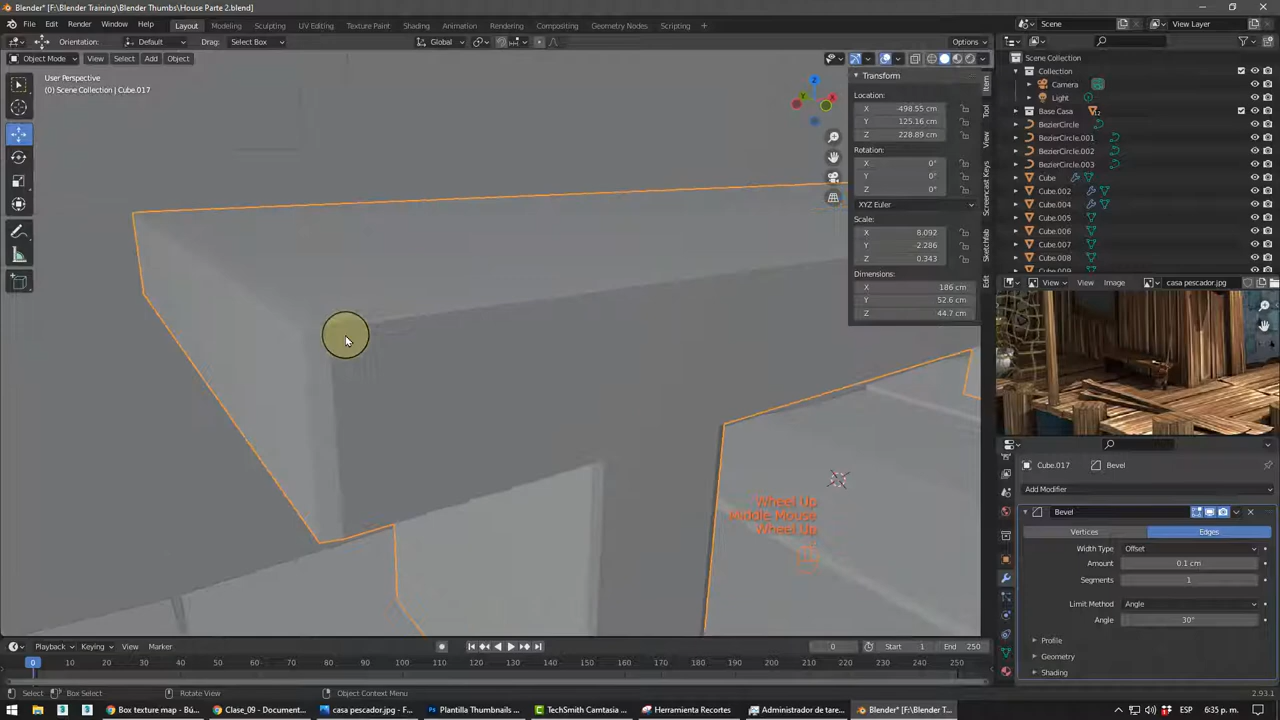 Blender* [F:\Blender Training\Blender Thumbs\House Parte 2.blend]
File Edit Render Window Help Layout Modeling Sculpting UV Editing Texture Paint Shading Animation Rendering Compositing Geometry Nodes Scripting + Scene View Layer
Orientation: Default Drag: Select Box Global Options
Object Mode View Select Add Object
User Perspective
(0) Scene Collection | Cube.017
Transform
Location:
X -498.55 cm
Y 125.16 cm
Z 228.89 cm
Rotation:
X 0°
Y 0°
Z 0°
XYZ Euler
Scale:
X 8.092
Y 2.286
Z 0.343
Dimensions:
X 186 cm
Y 52.6 cm
Z 44.7 cm
Item
Tool
View
Screencast Keys
Sketchfab
Edit
Scene Collection
Collection
Camera
Light
Base Casa
BezierCircle
BezierCircle.001
BezierCircle.002
BezierCircle.003
Cube
Cube.002
Cube.004
Cube.005
Cube.006
Cube.007
Cube.008
Cube.009
View View Image casa pescador.jpg
Wheel Up
Middle Mouse
Wheel Up
Cube.017 Bevel
Add Modifier
Bevel
Vertices Edges
Width Type Offset
Amount 0.1 cm
Segments 1
Limit Method Angle
Angle 30°
Profile
Geometry
Shading
Playback Keying View Marker 0 Start 1 End 250
0 10 20 30 40 50 60 70 80 90 100 110 120 130 140 150 160 170 180 190 200 210 220 230 240 250
Select Box Select Rotate View Object Context Menu 2.93.1
Box texture map - Bú... Clase_09 - Document... casa pescador.jpg - F... Plantilla Thumbnails ... TechSmith Camtasia Herramienta Recortes Administrador de tare... Blender* [F:\Blender T... ESP 6:35 p. m.